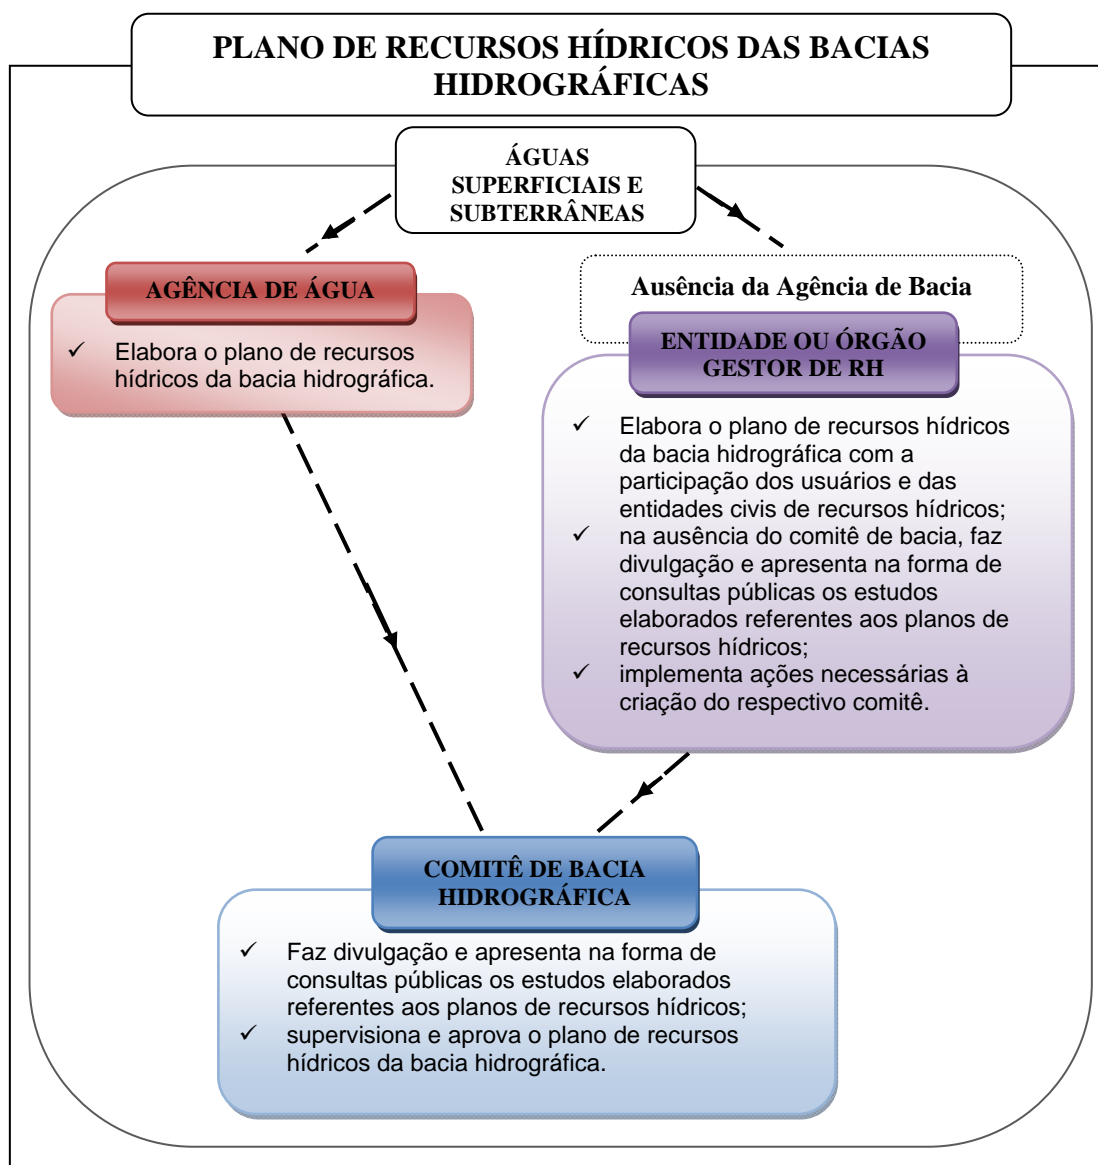 PLANO DE RECURSOS HÍDRICOS DAS BACIAS
HIDROGRÁFICAS
ÁGUAS
SUPERFICIAIS E
SUBTERRÂNEAS
AGÊNCIA DE ÁGUA
✓ Elabora o plano de recursos
hídricos da bacia hidrográfica.
Ausência da Agência de Bacia
ENTIDADE OU ÓRGÃO
GESTOR DE RH
✓ Elabora o plano de recursos hídricos
da bacia hidrográfica com a
participação dos usuários e das
entidades civis de recursos hídricos;
✓ na ausência do comitê de bacia, faz
divulgação e apresenta na forma de
consultas públicas os estudos
elaborados referentes aos planos de
recursos hídricos;
✓ implementa ações necessárias à
criação do respectivo comitê.
COMITÊ DE BACIA
HIDROGRÁFICA
✓ Faz divulgação e apresenta na forma de
consultas públicas os estudos elaborados
referentes aos planos de recursos hídricos;
✓ supervisiona e aprova o plano de recursos
hídricos da bacia hidrográfica.